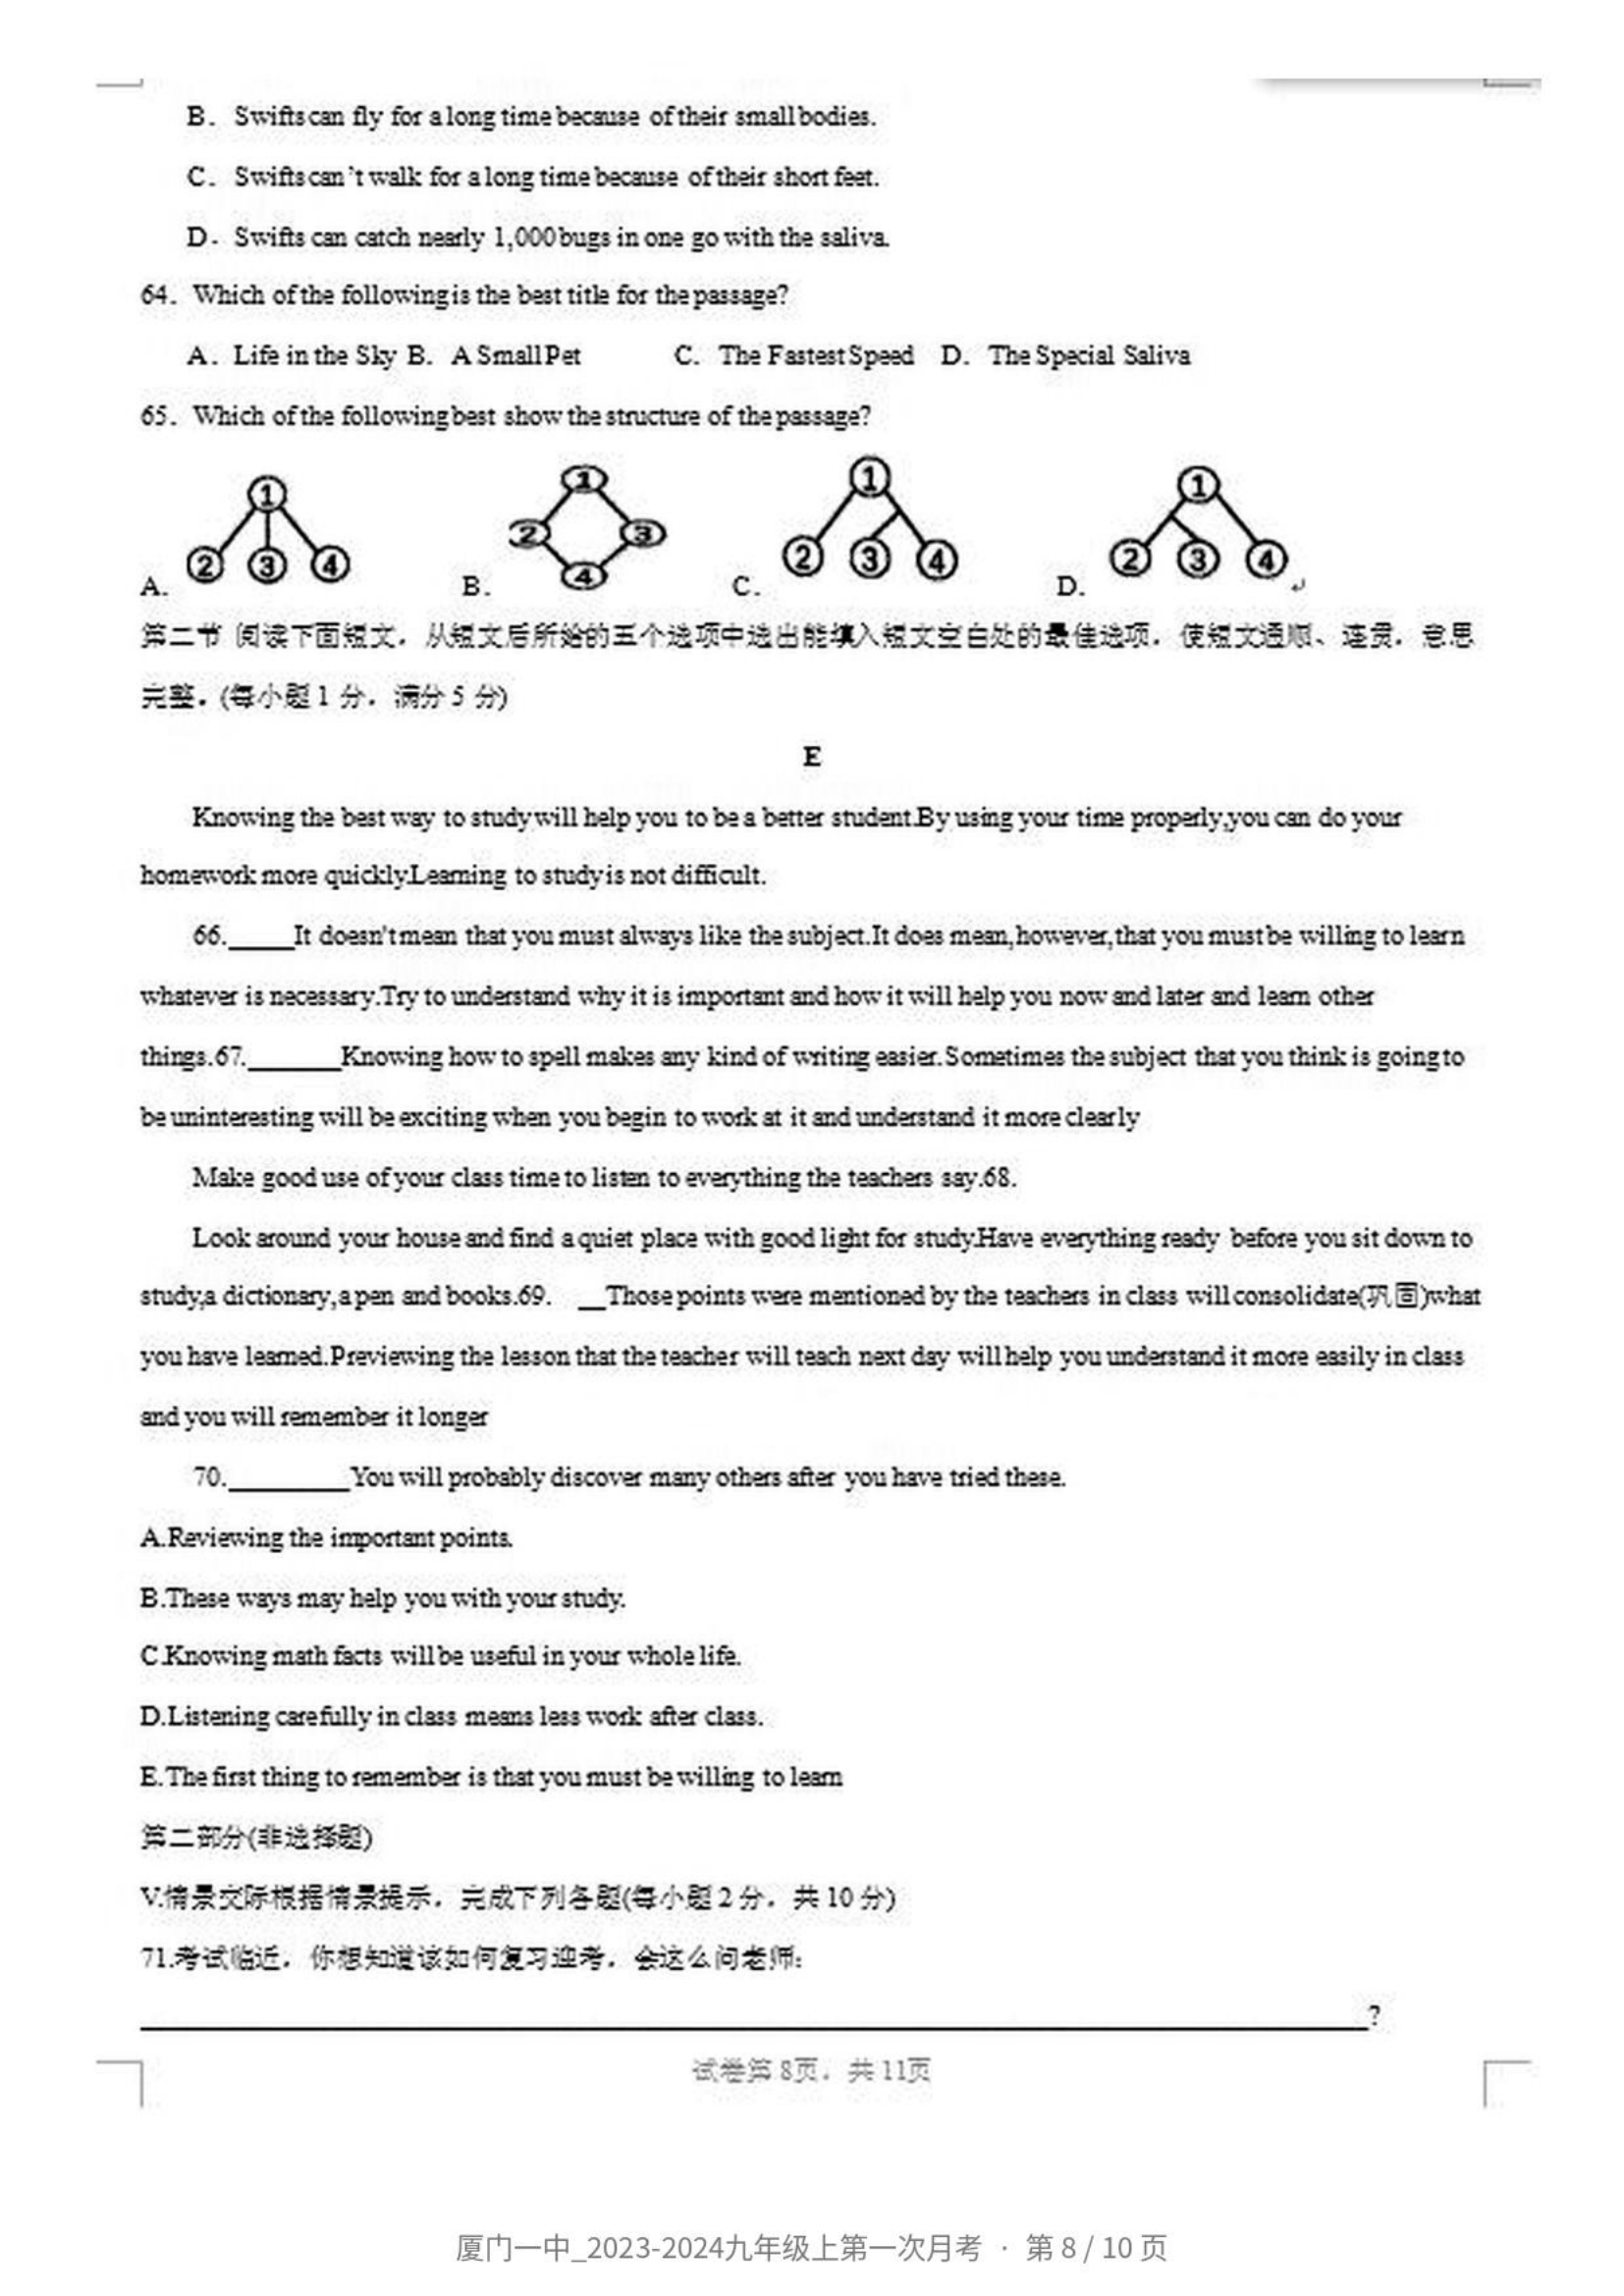 B. Swifts can fly for a long time because of their small bodies.
C. Swifts can't walk for a long time because of their short feet.
D. Swifts can catch nearly 1,000 bugs in one go with the saliva.
64. Which of the following is the best title for the passage?
A. Life in the Sky B. A Small Pet C. The Fastest Speed D. The Special Saliva
65. Which of the following best show the structure of the passage?
A. ① ② ③ ④ B. ① ② ③ ④ C. ① ② ③ ④ D. ① ② ③ ④
第二节 阅读下面短文，从短文后所给的五个选项中选出能填入短文空白处的最佳选项，使短文通顺、连贯，意思
完整。(每小题1分，满分5分)
E
Knowing the best way to study will help you to be a better student.By using your time properly,you can do your
homework more quickly.Learning to study is not difficult.
66._____It doesn't mean that you must always like the subject.It does mean,however,that you must be willing to learn
whatever is necessary.Try to understand why it is important and how it will help you now and later and learn other
things.67._______Knowing how to spell makes any kind of writing easier.Sometimes the subject that you think is going to
be uninteresting will be exciting when you begin to work at it and understand it more clearly
Make good use of your class time to listen to everything the teachers say.68.
Look around your house and find a quiet place with good light for study.Have everything ready before you sit down to
study,a dictionary,a pen and books.69. __Those points were mentioned by the teachers in class will consolidate(巩固)what
you have learned.Previewing the lesson that the teacher will teach next day will help you understand it more easily in class
and you will remember it longer
70._________You will probably discover many others after you have tried these.
A.Reviewing the important points.
B.These ways may help you with your study.
C.Knowing math facts will be useful in your whole life.
D.Listening carefully in class means less work after class.
E.The first thing to remember is that you must be willing to learn
第二部分(非选择题)
V.情景交际根据情景提示，完成下列各题(每小题2分，共10分)
71.考试临近，你想知道该如何复习迎考，会这么问老师：
?
试卷第8页，共11页
厦门一中_2023-2024九年级上第一次月考 · 第 8 / 10 页